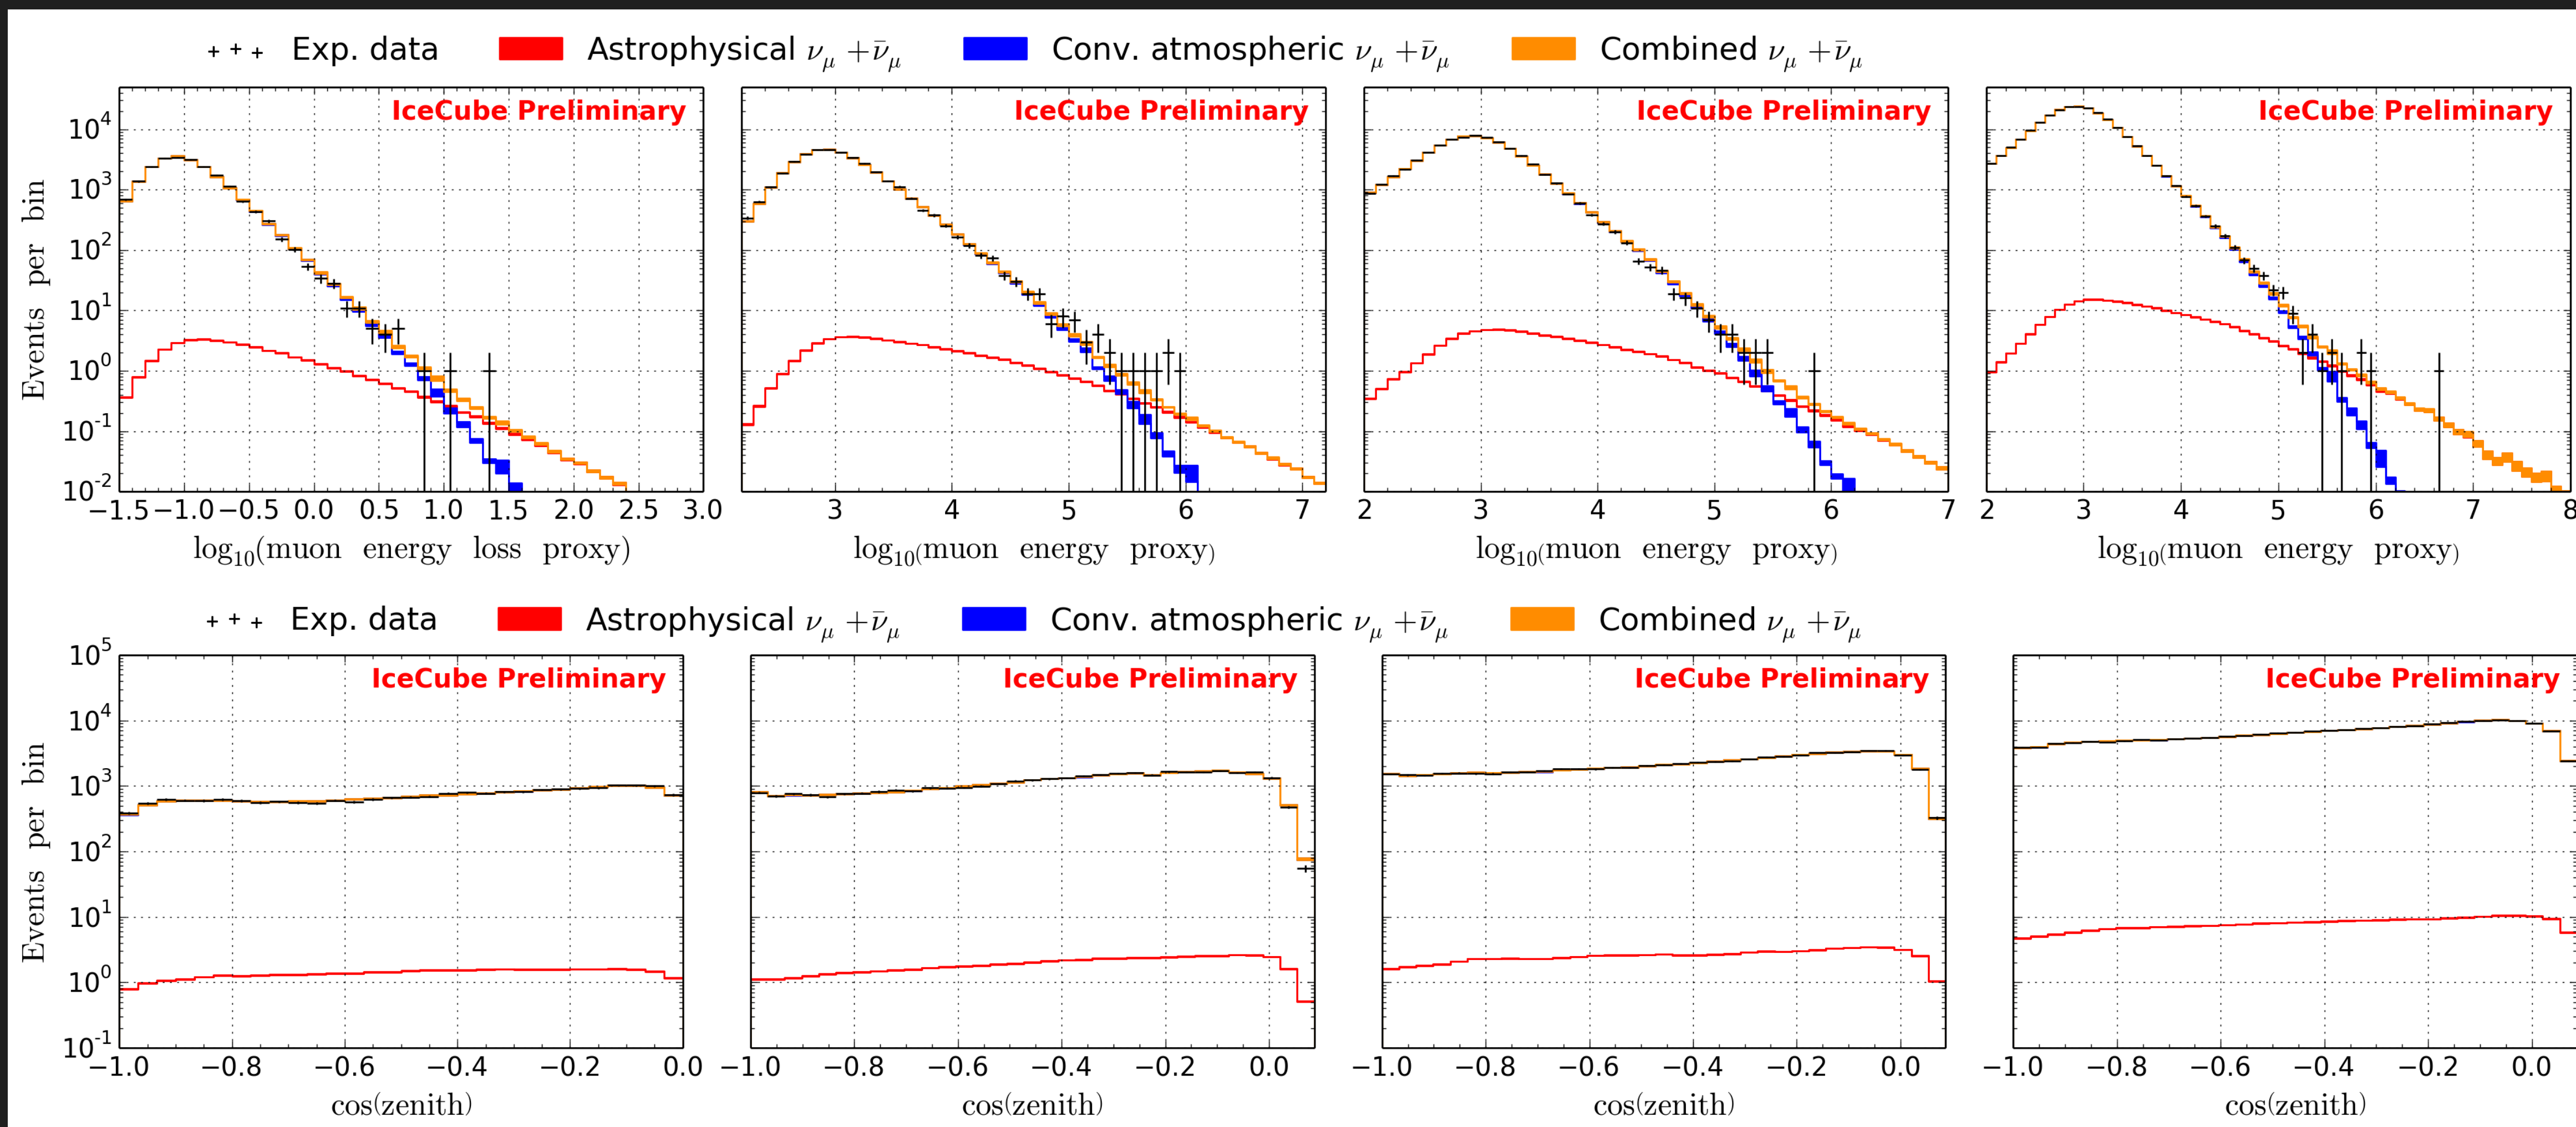 Exp. data Astrophysical ν_μ + ν̄_μ Conv. atmospheric ν_μ + ν̄_μ Combined ν_μ + ν̄_μ
IceCube Preliminary IceCube Preliminary IceCube Preliminary IceCube Preliminary
Events per bin
10^4
10^3
10^2
10^1
10^0
10^-1
10^-2
−1.5 −1.0 −0.5 0.0 0.5 1.0 1.5 2.0 2.5 3.0 3 4 5 6 7 2 3 4 5 6 7 2 3 4 5 6 7 8
log₁₀(muon energy loss proxy) log₁₀(muon energy proxy) log₁₀(muon energy proxy) log₁₀(muon energy proxy)
Exp. data Astrophysical ν_μ + ν̄_μ Conv. atmospheric ν_μ + ν̄_μ Combined ν_μ + ν̄_μ
IceCube Preliminary IceCube Preliminary IceCube Preliminary IceCube Preliminary
Events per bin
10^5
10^4
10^3
10^2
10^1
10^0
10^-1
−1.0 −0.8 −0.6 −0.4 −0.2 0.0 −1.0 −0.8 −0.6 −0.4 −0.2 0.0 −1.0 −0.8 −0.6 −0.4 −0.2 0.0 −1.0 −0.8 −0.6 −0.4 −0.2 0.0
cos(zenith) cos(zenith) cos(zenith) cos(zenith)